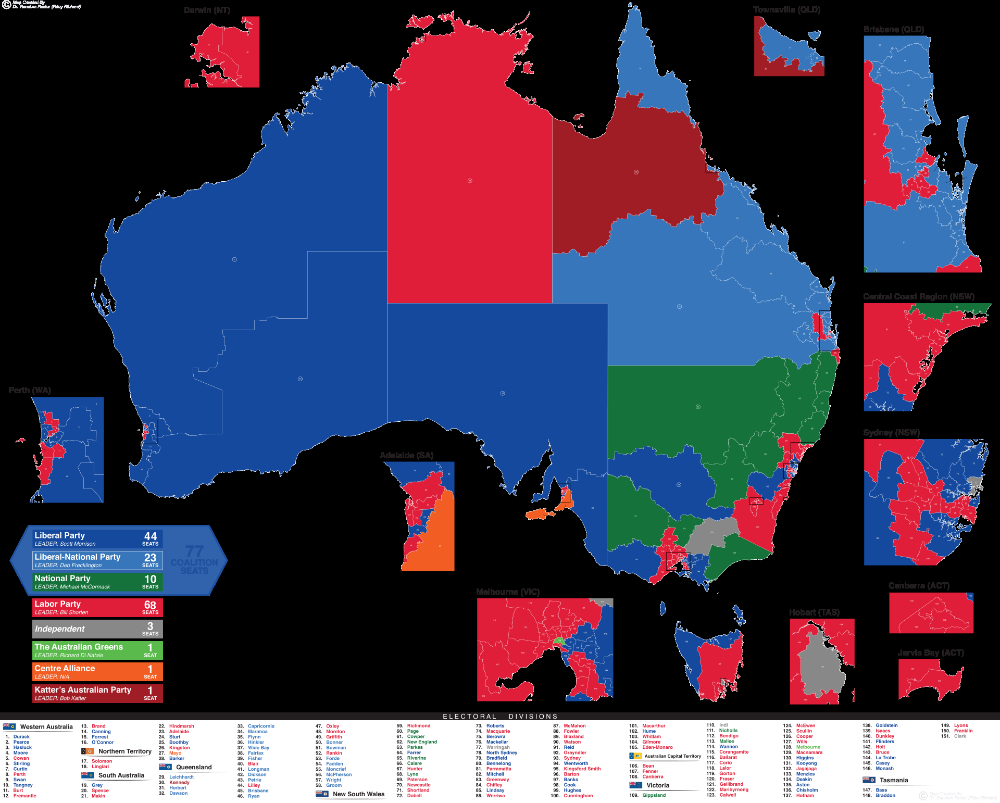 © Map Created By
Dr. Random Factor (Riley Richard)
Darwin (NT)
Townsville (QLD)
Brisbane (QLD)
Central Coast Region (NSW)
Perth (WA)
Sydney (NSW)
Adelaide (SA)
Canberra (ACT)
Melbourne (VIC)
Hobart (TAS)
Jervis Bay (ACT)
Liberal Party 44
LEADER: Scott Morrison SEATS
Liberal-National Party 23
LEADER: Deb Frecklington SEATS
National Party 10
LEADER: Michael McCormack SEATS
77
COALITION
SEATS
Labor Party 68
LEADER: Bill Shorten SEATS
Independent 3
SEATS
The Australian Greens 1
LEADER: Richard Di Natale SEAT
Centre Alliance 1
LEADER: N/A SEAT
Katter's Australian Party 1
LEADER: Bob Katter SEAT
ELECTORAL DIVISIONS
Western Australia
1. Durack
2. Pearce
3. Hasluck
4. Moore
5. Cowan
6. Stirling
7. Curtin
8. Perth
9. Swan
10. Tangney
11. Burt
12. Fremantle
13. Brand
14. Canning
15. Forrest
16. O'Connor
Northern Territory
17. Solomon
18. Lingiari
South Australia
19. Grey
20. Spence
21. Makin
22. Hindmarsh
23. Adelaide
24. Sturt
25. Boothby
26. Kingston
27. Mayo
28. Barker
Queensland
29. Leichhardt
30. Kennedy
31. Herbert
32. Dawson
33. Capricornia
34. Maranoa
35. Flynn
36. Hinkler
37. Wide Bay
38. Fairfax
39. Fisher
40. Blair
41. Longman
42. Dickson
43. Petrie
44. Lilley
45. Brisbane
46. Ryan
47. Oxley
48. Moreton
49. Griffith
50. Bonner
51. Bowman
52. Rankin
53. Forde
54. Fadden
55. Moncrief
56. McPherson
57. Wright
58. Groom
New South Wales
59. Richmond
60. Page
61. Cowper
62. New England
63. Parkes
64. Farrer
65. Riverina
66. Calare
67. Hunter
68. Lyne
69. Paterson
70. Newcastle
71. Shortland
72. Dobell
73. Roberts
74. Macquarie
75. Berowra
76. Mackellar
77. Warringah
78. North Sydney
79. Bradfield
80. Bennelong
81. Parramatta
82. Mitchell
83. Greenway
84. Chifley
85. Lindsay
86. Werriwa
87. McMahon
88. Fowler
89. Blaxland
90. Watson
91. Reid
92. Grayndler
93. Sydney
94. Wentworth
95. Kingsford Smith
96. Barton
97. Banks
98. Cook
99. Hughes
100. Cunningham
101. Macarthur
102. Hume
103. Whitlam
104. Gilmore
105. Eden-Monaro
Australian Capital Territory
106. Bean
107. Fenner
108. Canberra
Victoria
109. Gippsland
110. Indi
111. Nicholls
112. Bendigo
113. Mallee
114. Wannon
115. Corangamite
116. Ballarat
117. Corio
118. Lalor
119. Gorton
120. Fraser
121. Gellibrand
122. Maribyrnong
123. Calwell
124. McEwen
125. Scullin
126. Cooper
127. Wills
128. Melbourne
129. Macnamara
130. Higgins
131. Kooyong
132. Jagajaga
133. Menzies
134. Deakin
135. Aston
136. Chisholm
137. Hotham
138. Goldstein
139. Isaacs
140. Dunkley
141. Flinders
142. Holt
143. Bruce
144. La Trobe
145. Casey
146. Monash
Tasmania
147. Bass
148. Braddon
149. Lyons
150. Franklin
151. Clark
© Map Created By
Dr. Random Factor (Riley Richard)